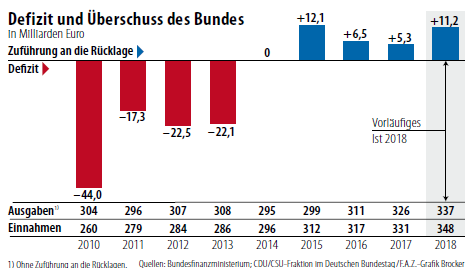 Defizit und Überschuss des Bundes
In Milliarden Euro
Zuführung an die Rücklage
Defizit
0
+12,1
+6,5
+5,3
+11,2
−44,0
−17,3
−22,5
−22,1
Vorläufiges
Ist 2018
Ausgaben1) 304 296 307 308 295 299 311 326 337
Einnahmen 260 279 284 286 296 312 317 331 348
2010 2011 2012 2013 2014 2015 2016 2017 2018
1) Ohne Zuführung an die Rücklagen. Quellen: Bundesfinanzministerium; CDU/CSU-Fraktion im Deutschen Bundestag/F.A.Z.-Grafik Brocker